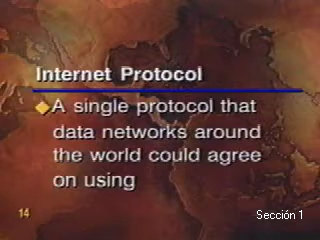 Internet Protocol
A single protocol that
data networks around
the world could agree
on using
14
Sección 1